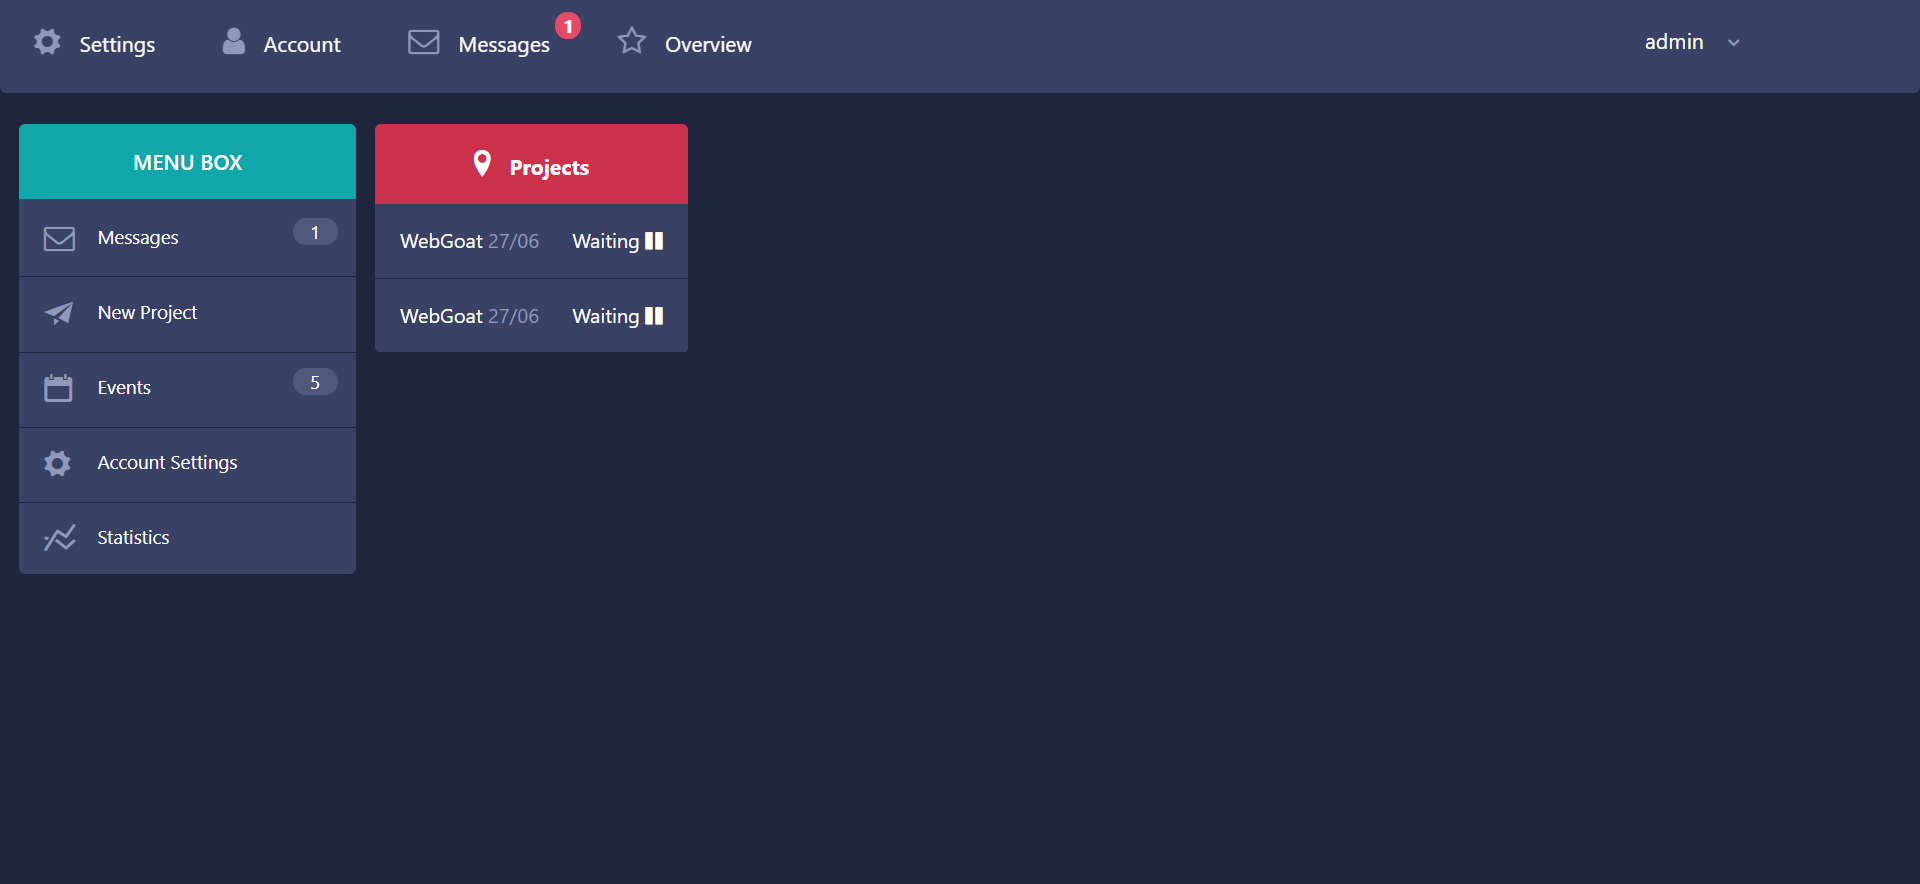 Settings
Account
Messages 1
Overview
admin
MENU BOX
Messages 1
New Project
Events 5
Account Settings
Statistics
Projects
WebGoat 27/06 Waiting
WebGoat 27/06 Waiting